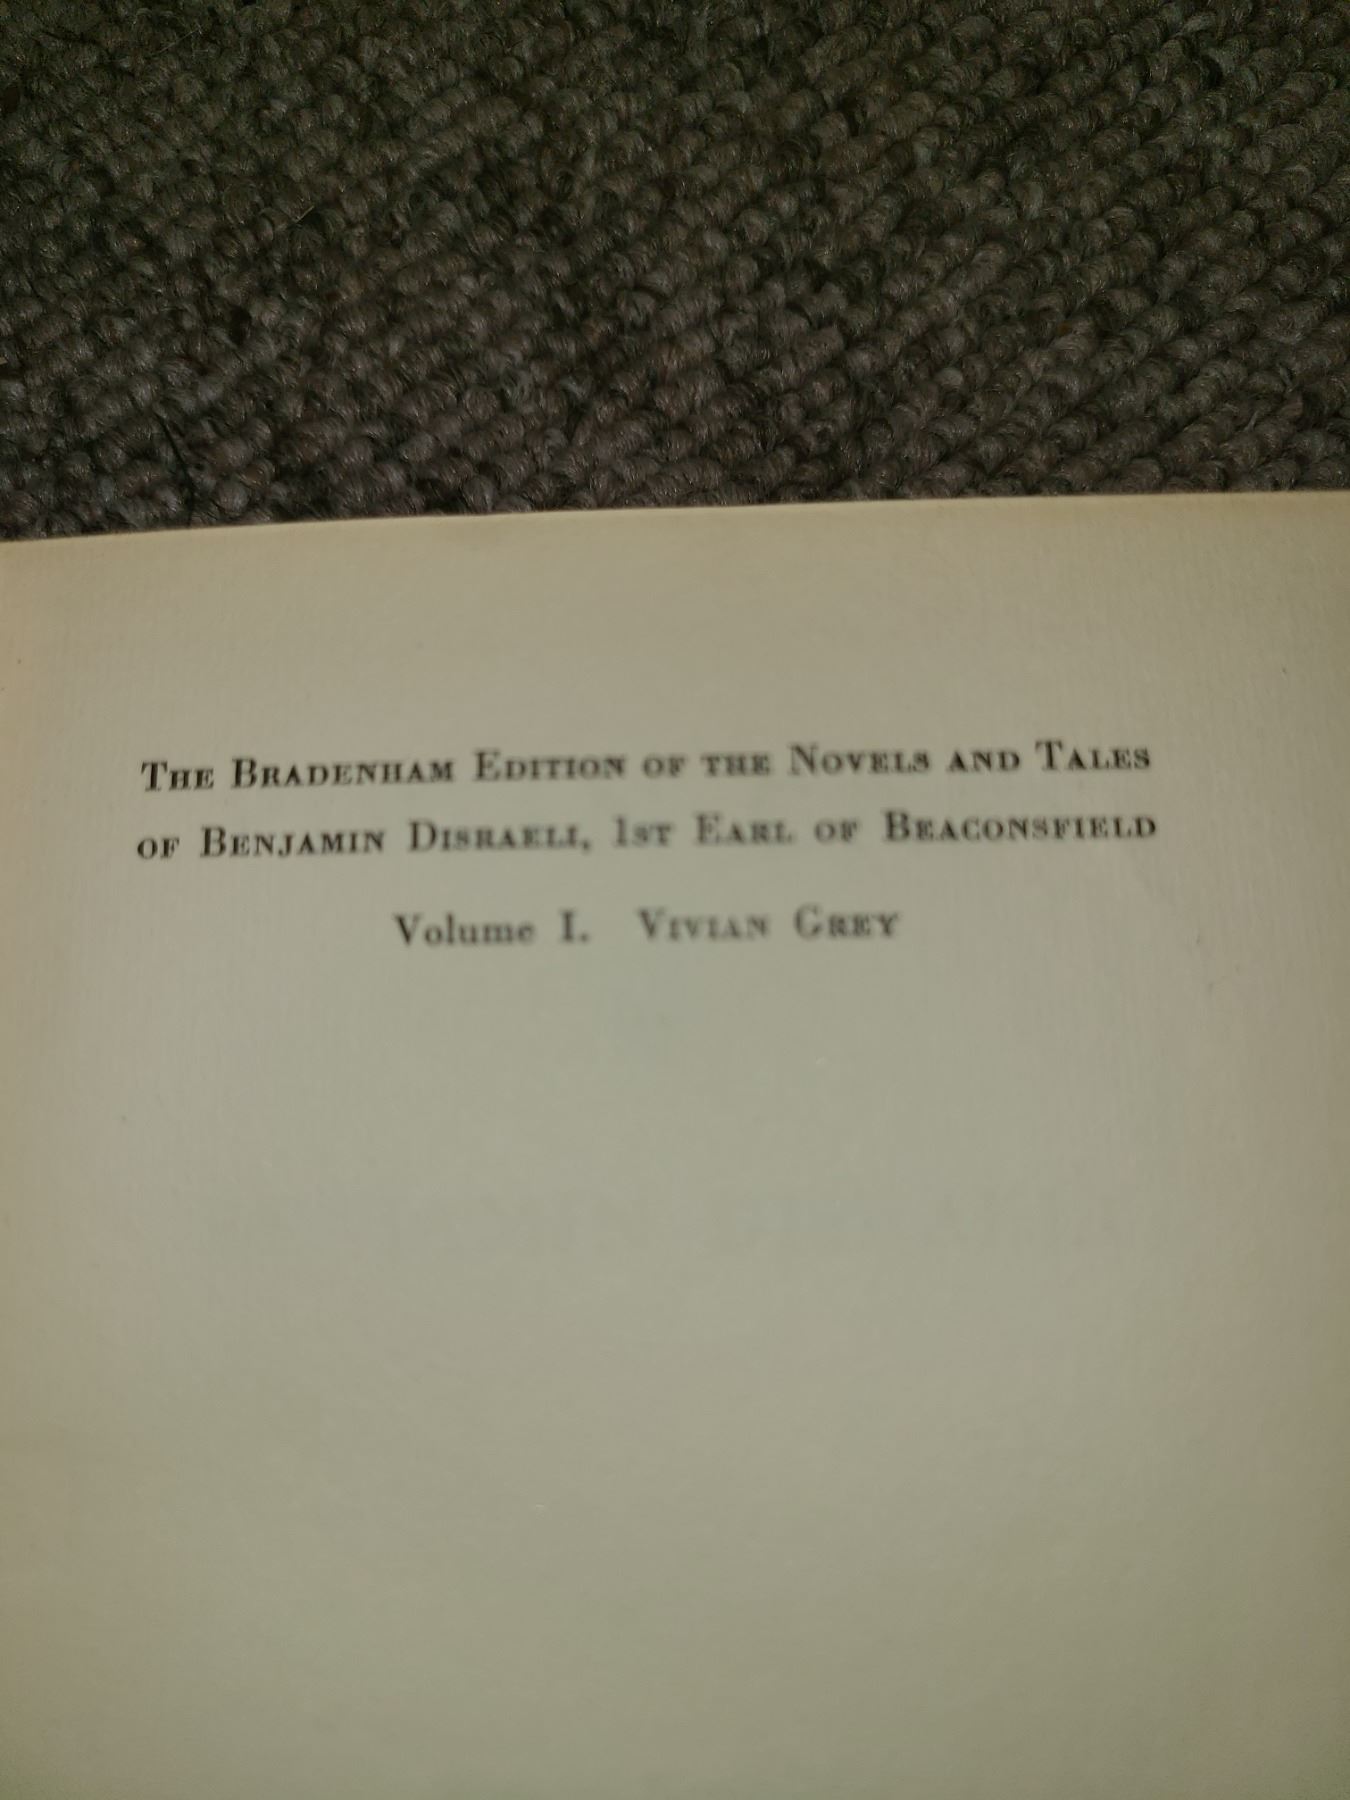 The Bradenham Edition of the Novels and Tales
of Benjamin Disraeli, 1st Earl of Beaconsfield
Volume I. Vivian Grey